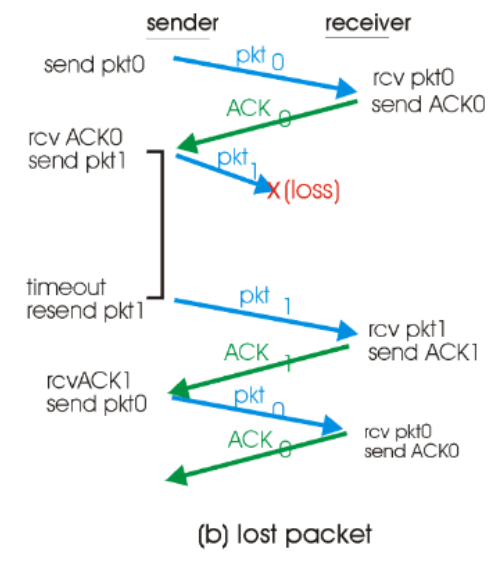 sender
receiver
send pkt0
pkt 0
rcv pkt0
send ACK0
ACK 0
rcv ACK0
send pkt1
pkt 1
X (loss)
timeout
resend pkt1
pkt 1
rcv pkt1
send ACK1
ACK 1
rcvACK1
send pkt0
pkt 0
rcv pkt0
send ACK0
ACK 0
(b) lost packet